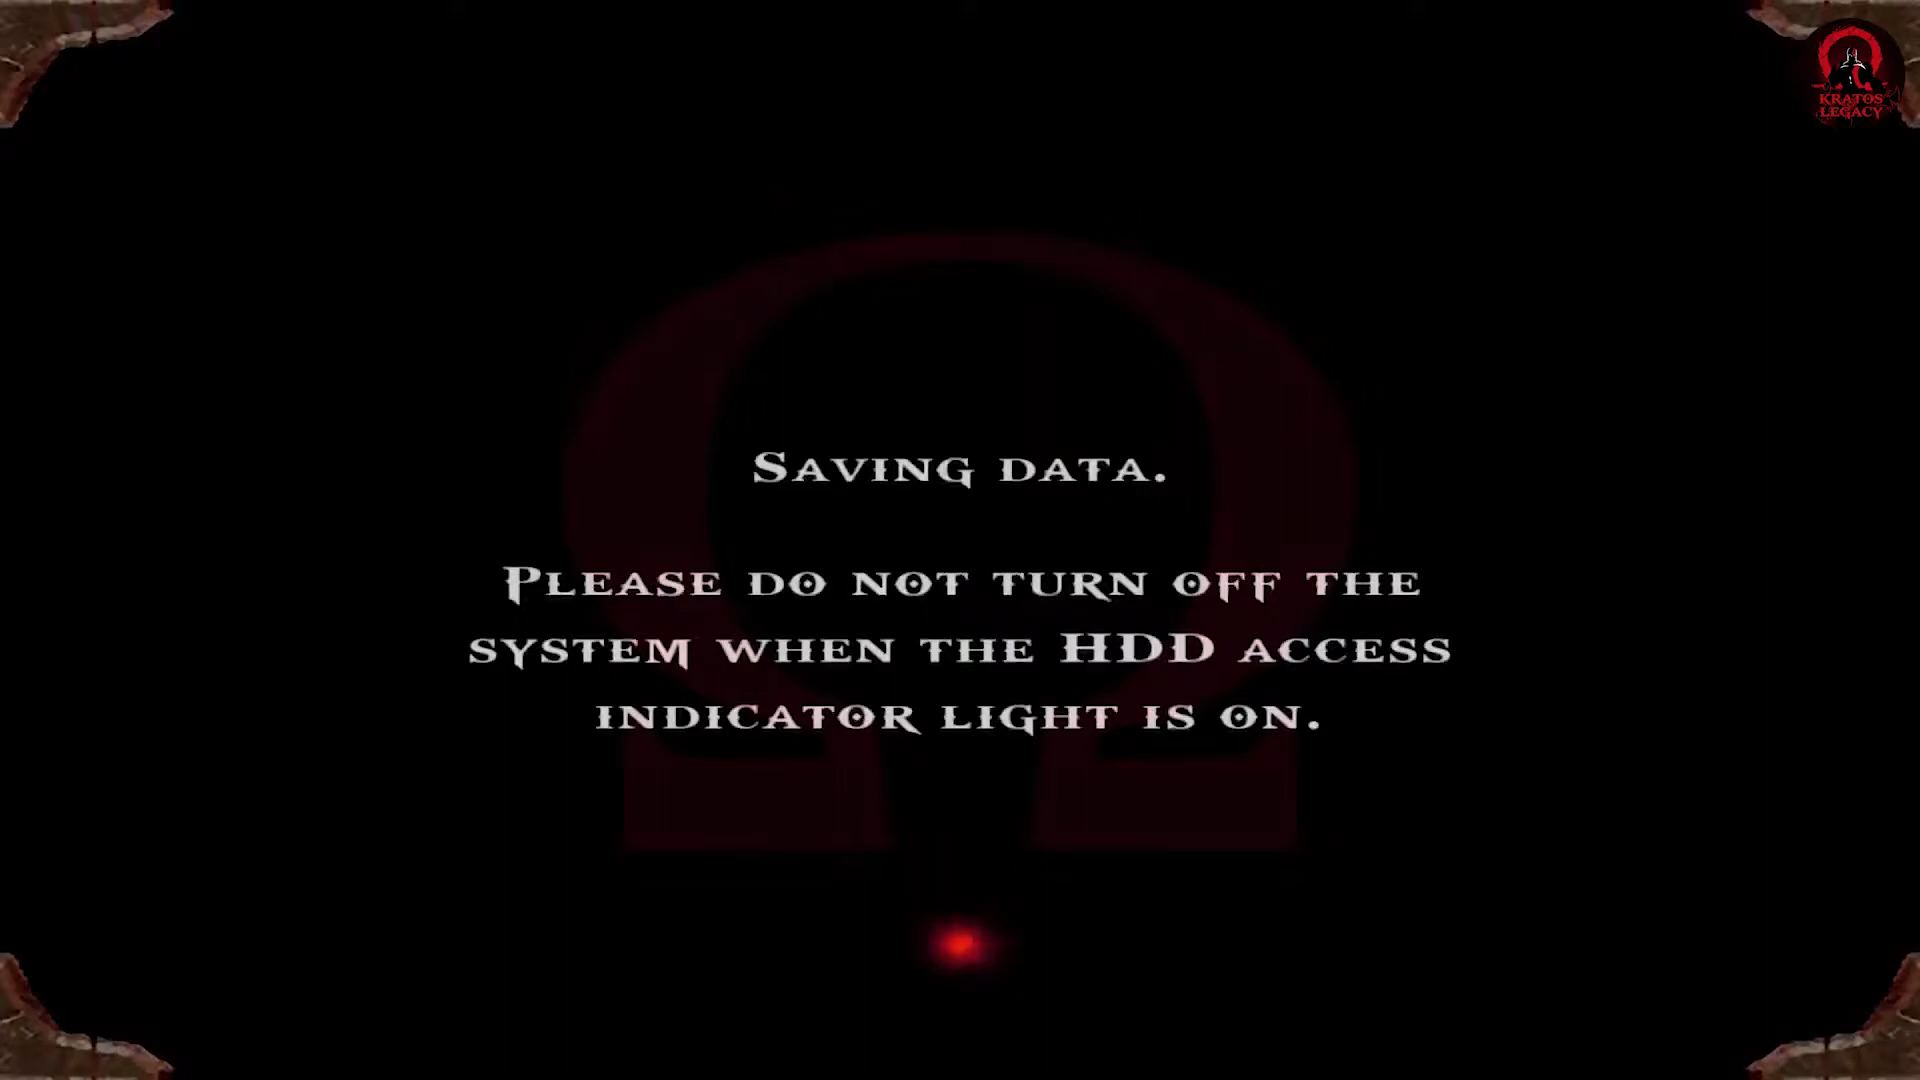 KRATOS
LEGACY
Saving data.
Please do not turn off the
system when the HDD access
indicator light is on.